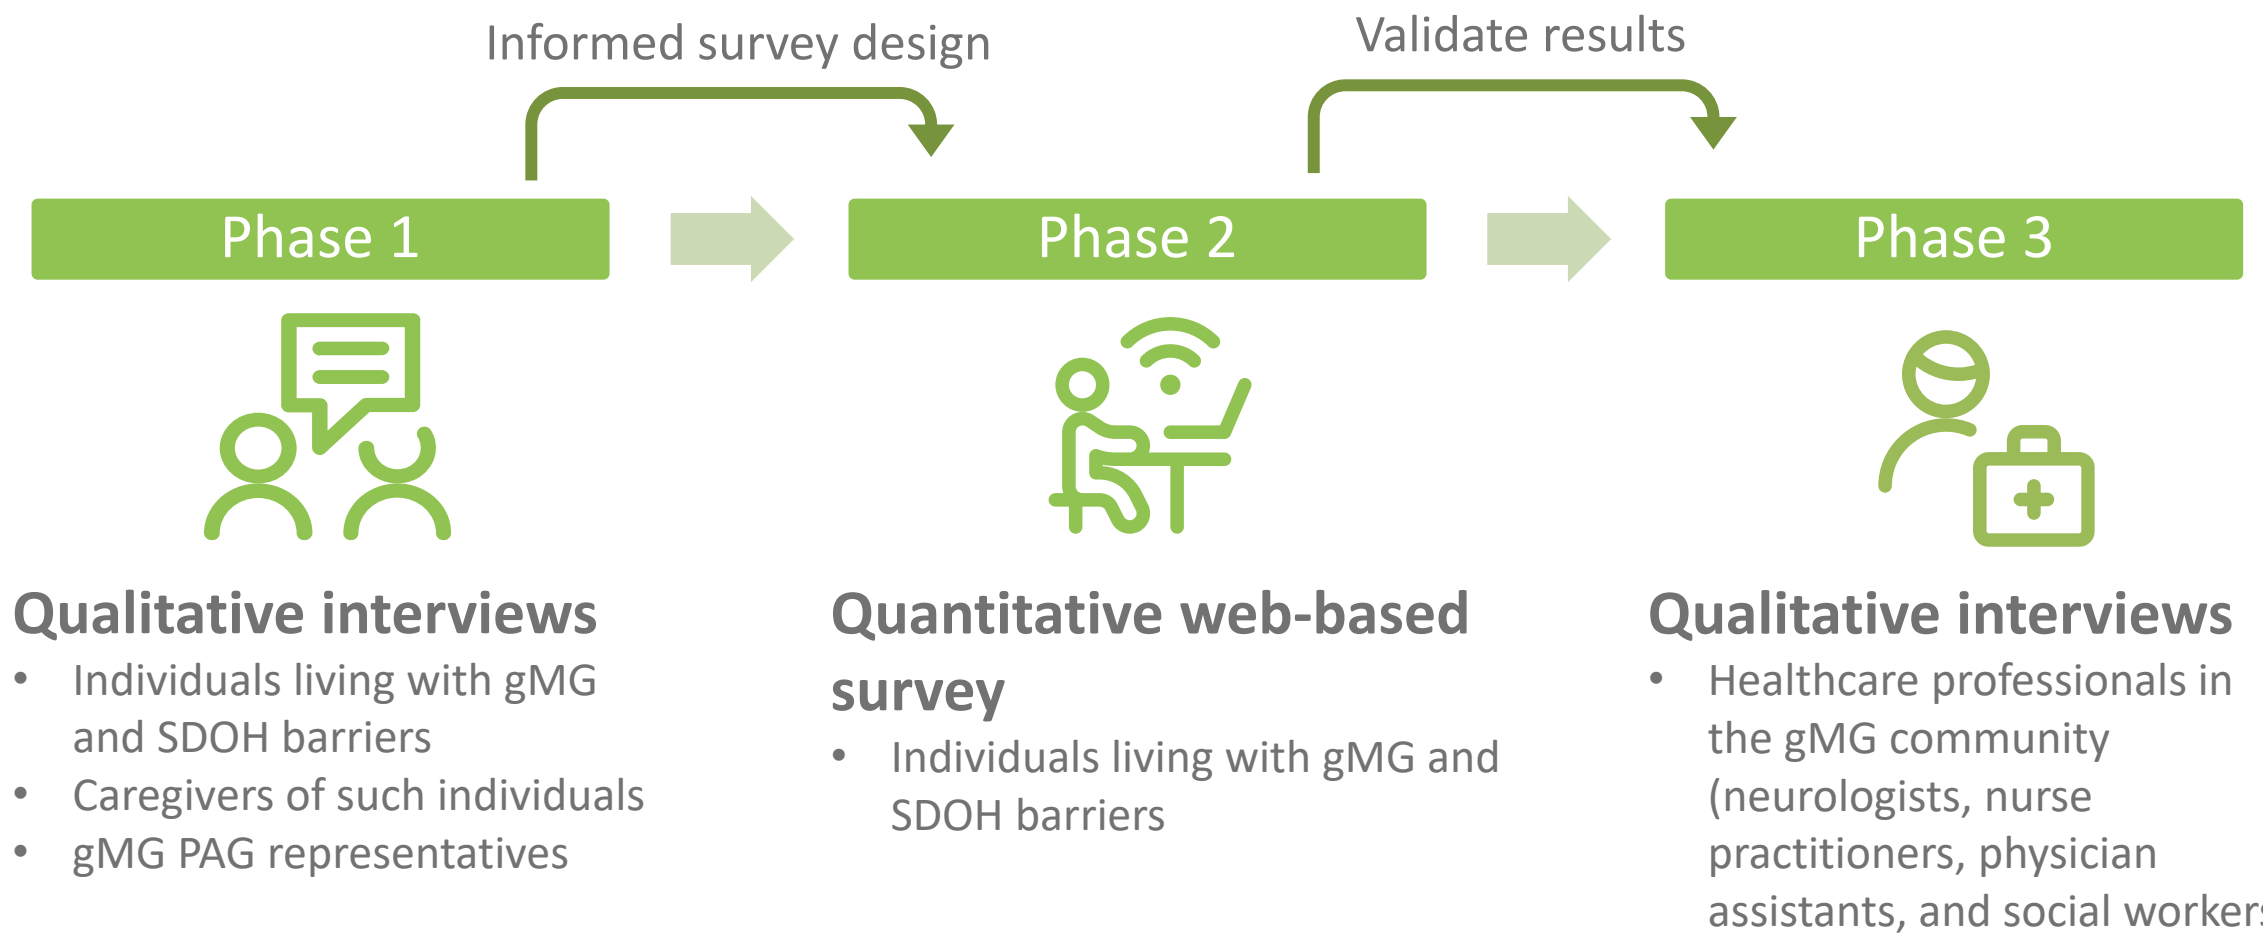 Informed survey design
Validate results
Phase 1
Phase 2
Phase 3
Qualitative interviews
• Individuals living with gMG
and SDOH barriers
• Caregivers of such individuals
• gMG PAG representatives
Quantitative web-based
survey
• Individuals living with gMG and
SDOH barriers
Qualitative interviews
• Healthcare professionals in
the gMG community
(neurologists, nurse
practitioners, physician
assistants, and social workers